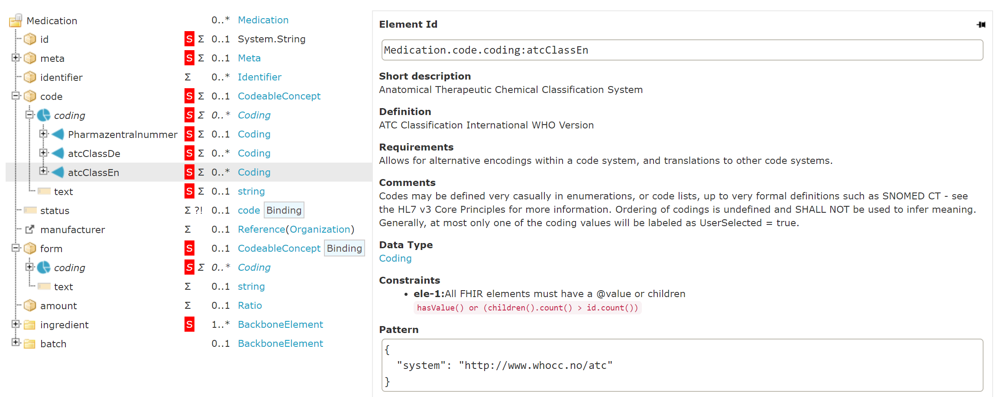 Medication 0..* Medication
id S Σ 0..1 System.String
meta S Σ 0..1 Meta
identifier Σ 0..* Identifier
code S Σ 0..1 CodeableConcept
coding S Σ 0..* Coding
Pharmazentralnummer S Σ 0..1 Coding
atcClassDe S Σ 0..* Coding
atcClassEn S Σ 0..* Coding
text S Σ 0..1 string
status Σ ?! 0..1 code Binding
manufacturer Σ 0..1 Reference(Organization)
form S 0..1 CodeableConcept Binding
coding S Σ 0..* Coding
text Σ 0..1 string
amount Σ 0..1 Ratio
ingredient S 1..* BackboneElement
batch 0..1 BackboneElement
Element Id
Medication.code.coding:atcClassEn
Short description
Anatomical Therapeutic Chemical Classification System
Definition
ATC Classification International WHO Version
Requirements
Allows for alternative encodings within a code system, and translations to other code systems.
Comments
Codes may be defined very casually in enumerations, or code lists, up to very formal definitions such as SNOMED CT - see
the HL7 v3 Core Principles for more information. Ordering of codings is undefined and SHALL NOT be used to infer meaning.
Generally, at most only one of the coding values will be labeled as UserSelected = true.
Data Type
Coding
Constraints
• ele-1:All FHIR elements must have a @value or children
hasValue() or (children().count() > id.count())
Pattern
{
"system": "http://www.whocc.no/atc"
}